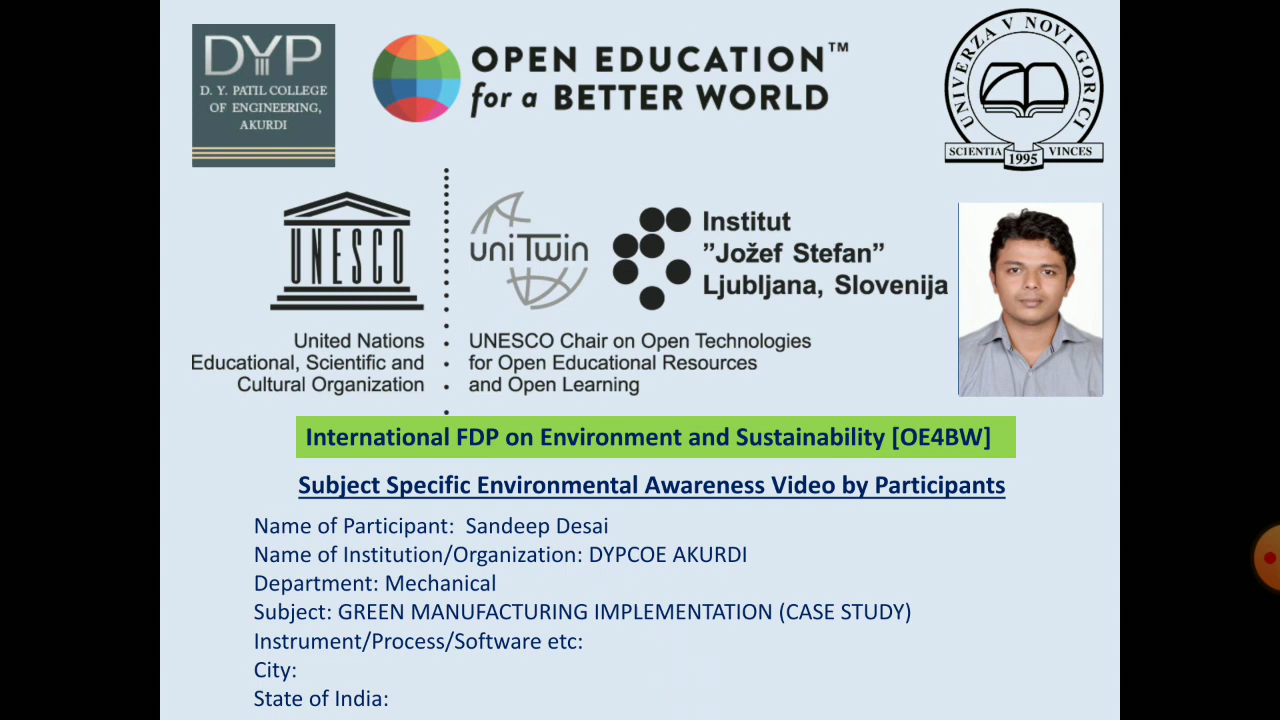 DYP
D. Y. PATIL COLLEGE
OF ENGINEERING,
AKURDI
OPEN EDUCATION™
for a BETTER WORLD
UNIVERZA V NOVI GORICI
SCIENTIA 1995 VINCES
UNESCO
United Nations
Educational, Scientific and
Cultural Organization
uniTwin
Institut
”Jožef Stefan”
Ljubljana, Slovenija
UNESCO Chair on Open Technologies
for Open Educational Resources
and Open Learning
International FDP on Environment and Sustainability [OE4BW]
Subject Specific Environmental Awareness Video by Participants
Name of Participant: Sandeep Desai
Name of Institution/Organization: DYPCOE AKURDI
Department: Mechanical
Subject: GREEN MANUFACTURING IMPLEMENTATION (CASE STUDY)
Instrument/Process/Software etc:
City:
State of India: